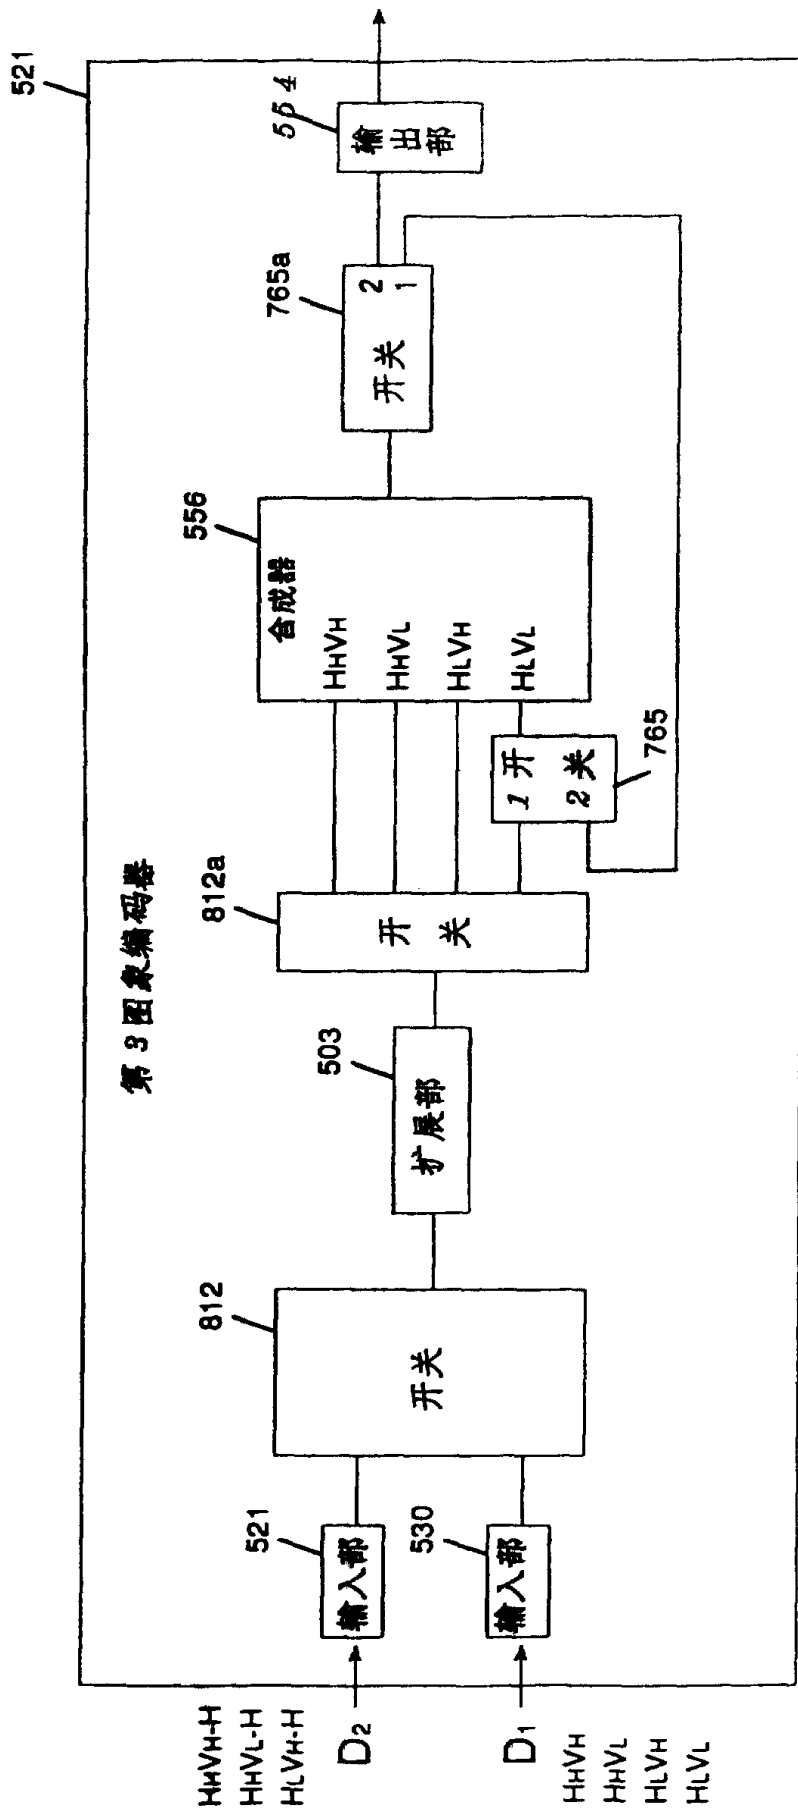 521
第3图象编码器
HHVH-H
HHVL-H
HLVH-H
D2
D1
HHVH
HHVL
HLVH
HLVL
521
输入部
530
输入部
812
开关
503
扩展部
812a
开关
1开
2关
765
556
合成器
HHVH
HHVL
HLVH
HLVL
765a
开关
2
1
554
输出部